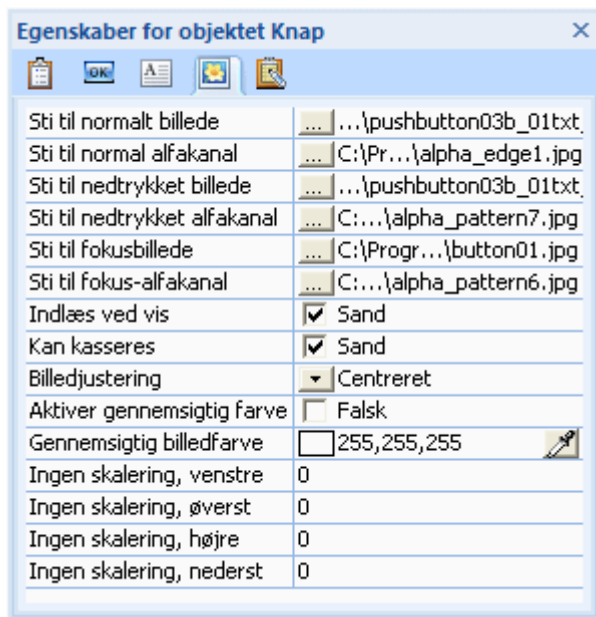 Egenskaber for objektet Knap
OK
A
Sti til normalt billede ... ...\pushbutton03b_01txt_
Sti til normal alfakanal ... C:\Pr...\alpha_edge1.jpg
Sti til nedtrykket billede ... ...\pushbutton03b_01txt_
Sti til nedtrykket alfakanal ... C:...\alpha_pattern7.jpg
Sti til fokusbillede ... C:\Progr...\button01.jpg
Sti til fokus-alfakanal ... C:...\alpha_pattern6.jpg
Indlæs ved vis Sand
Kan kasseres Sand
Billedjustering Centreret
Aktiver gennemsigtig farve Falsk
Gennemsigtig billedfarve 255,255,255
Ingen skalering, venstre 0
Ingen skalering, øverst 0
Ingen skalering, højre 0
Ingen skalering, nederst 0